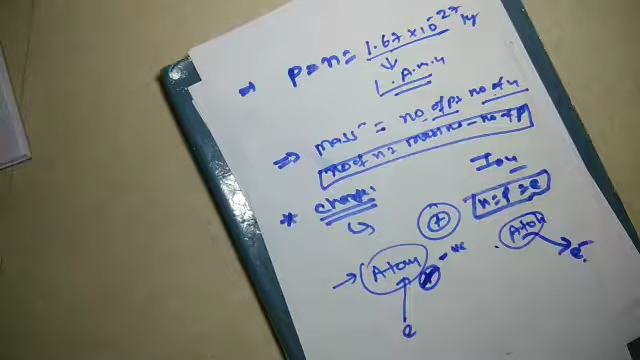 → P = n = 1.67 × 10⁻²⁷ kg
1 A.m.u
⇒ mass = no of p + no of n
no of n = mass no - no of p
Ion
* charge:
n = p = e
+
Atom
Atom
-ve
e⁻
e